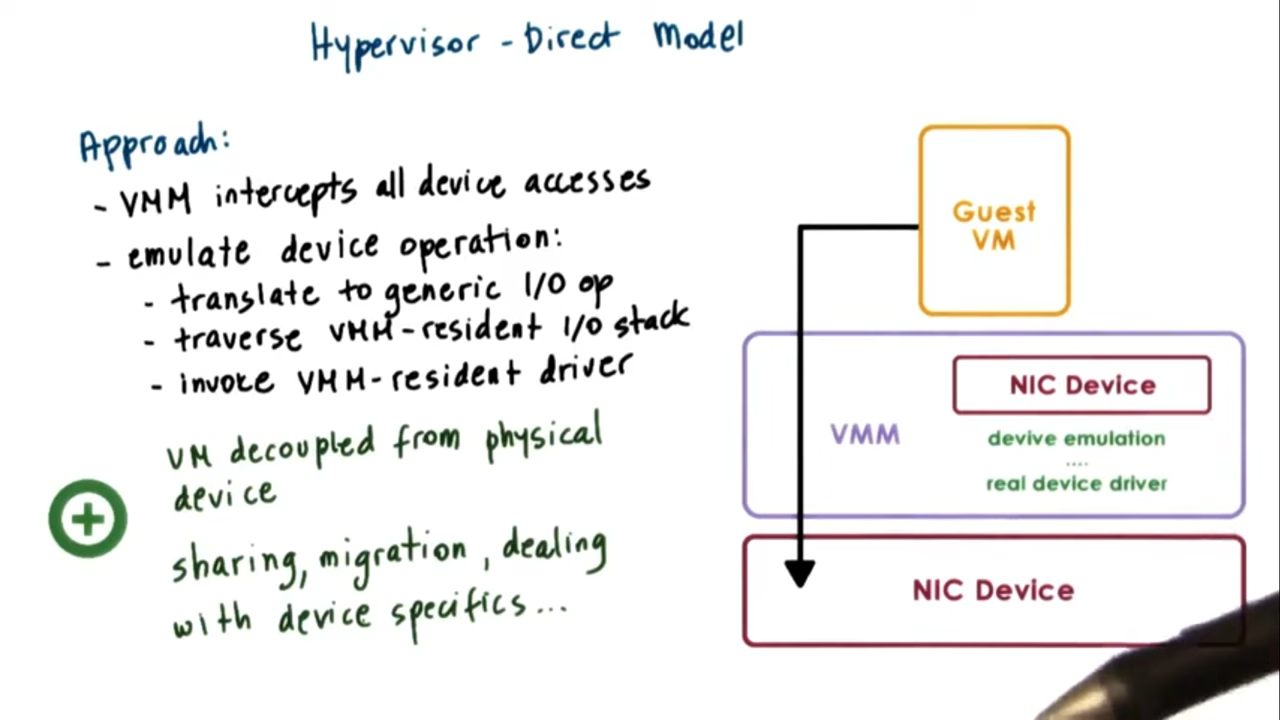 Hypervisor - Direct Model
Approach:
- VMM intercepts all device accesses
- emulate device operation:
- translate to generic I/O op
- traverse VMM-resident I/O stack
- invoke VMM-resident driver
VM decoupled from physical
device
sharing, migration, dealing
with device specifics...
Guest
VM
VMM
NIC Device
devive emulation
....
real device driver
NIC Device